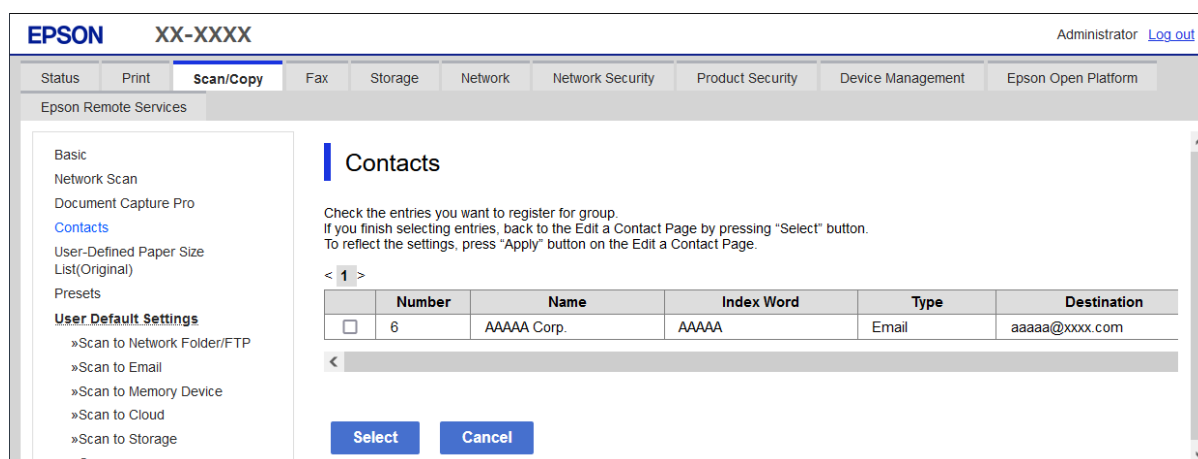 EPSON XX-XXXX Administrator Log out
Status Print Scan/Copy Fax Storage Network Network Security Product Security Device Management Epson Open Platform
Epson Remote Services
Basic
Network Scan
Document Capture Pro
Contacts
User-Defined Paper Size
List(Original)
Presets
User Default Settings
»Scan to Network Folder/FTP
»Scan to Email
»Scan to Memory Device
»Scan to Cloud
»Scan to Storage
Contacts
Check the entries you want to register for group.
If you finish selecting entries, back to the Edit a Contact Page by pressing “Select” button.
To reflect the settings, press “Apply” button on the Edit a Contact Page.
< 1 >
Number Name Index Word Type Destination
6 AAAAA Corp. AAAAA Email aaaaa@xxxx.com
Select Cancel